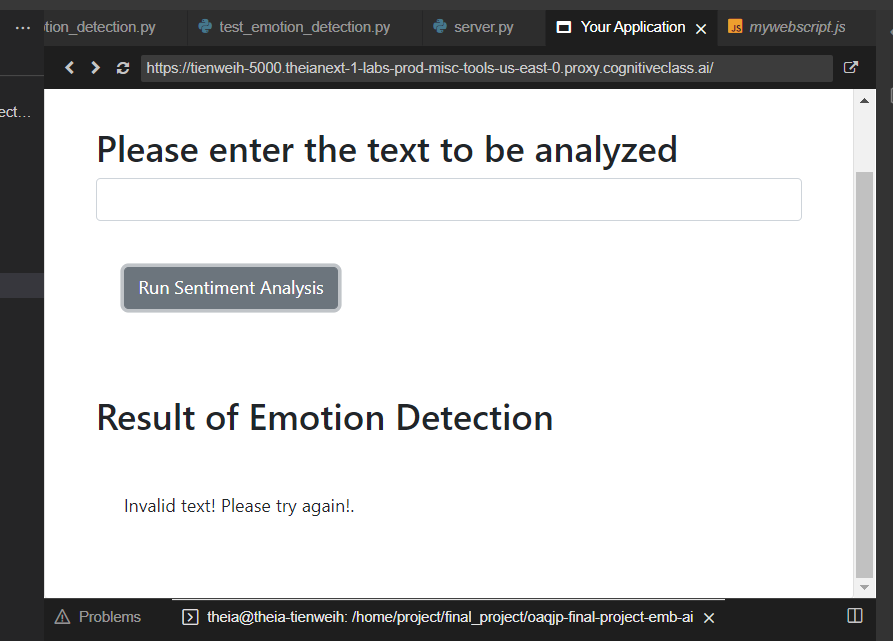 ... tion_detection.py test_emotion_detection.py server.py Your Application JS mywebscript.js
https://tienweih-5000.theianext-1-labs-prod-misc-tools-us-east-0.proxy.cognitiveclass.ai/
ect...
Please enter the text to be analyzed
Run Sentiment Analysis
Result of Emotion Detection
Invalid text! Please try again!.
Problems theia@theia-tienweih: /home/project/final_project/oaqjp-final-project-emb-ai